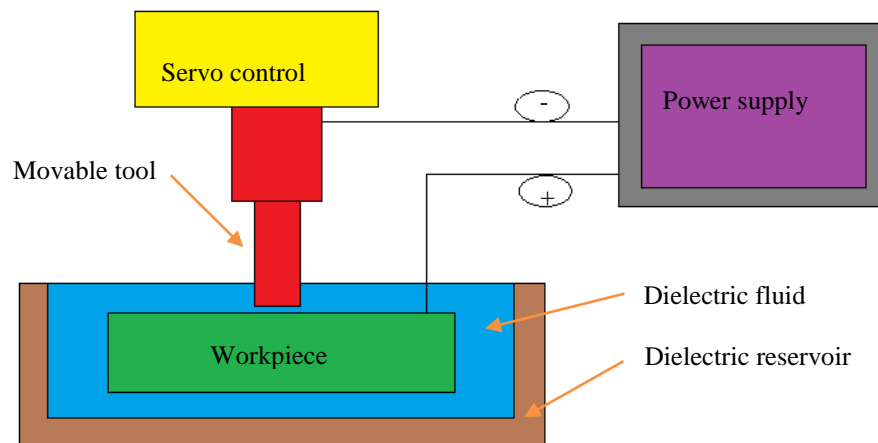 Servo control
-
Power supply
Movable tool
+
Dielectric fluid
Workpiece
Dielectric reservoir